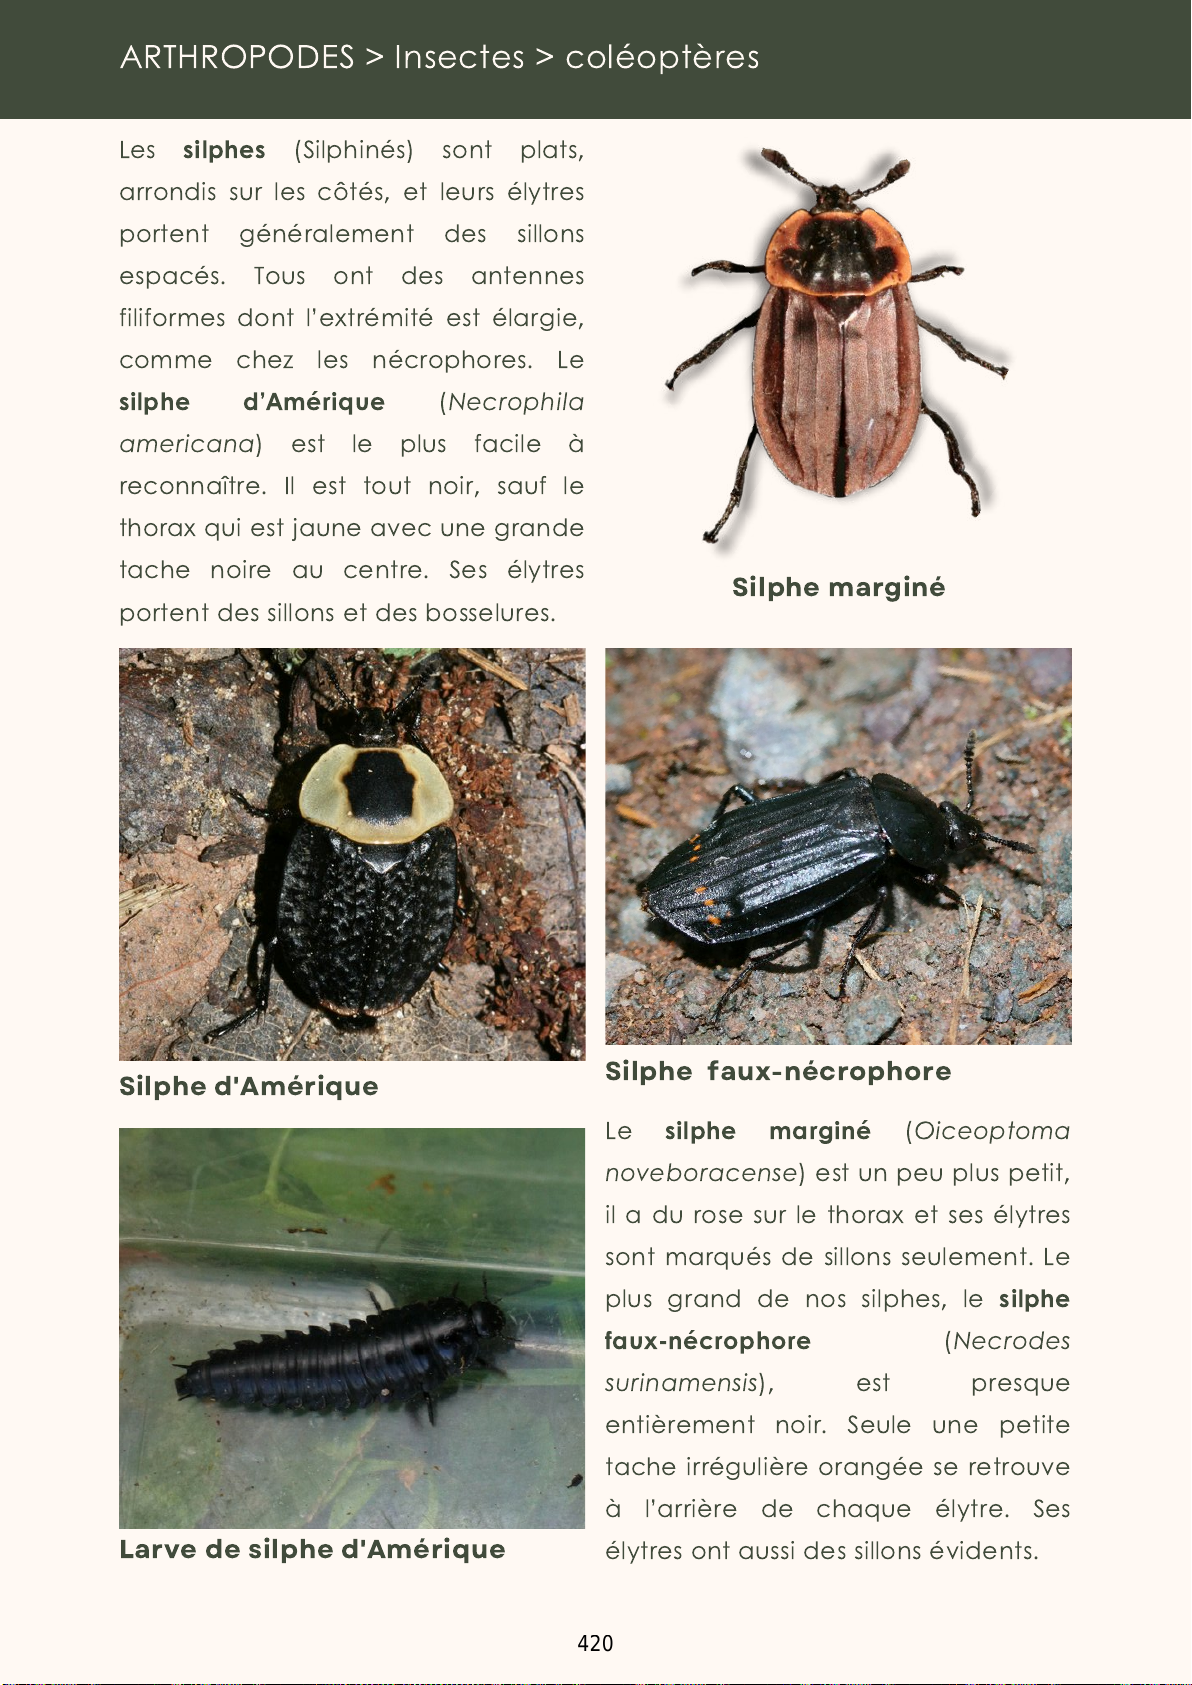 ARTHROPODES > Insectes > coléoptères
Les silphes (Silphinés) sont plats,
arrondis sur les côtés, et leurs élytres
portent généralement des sillons
espacés. Tous ont des antennes
filiformes dont l'extrémité est élargie,
comme chez les nécrophores. Le
silphe d'Amérique (Necrophila
americana) est le plus facile à
reconnaître. Il est tout noir, sauf le
thorax qui est jaune avec une grande
tache noire au centre. Ses élytres
portent des sillons et des bosselures.
Silphe marginé
Silphe d'Amérique
Larve de silphe d'Amérique
Silphe faux-nécrophore
Le silphe marginé (Oiceoptoma
noveboracense) est un peu plus petit,
il a du rose sur le thorax et ses élytres
sont marqués de sillons seulement. Le
plus grand de nos silphes, le silphe
faux-nécrophore (Necrodes
surinamensis), est presque
entièrement noir. Seule une petite
tache irrégulière orangée se retrouve
à l'arrière de chaque élytre. Ses
élytres ont aussi des sillons évidents.
420